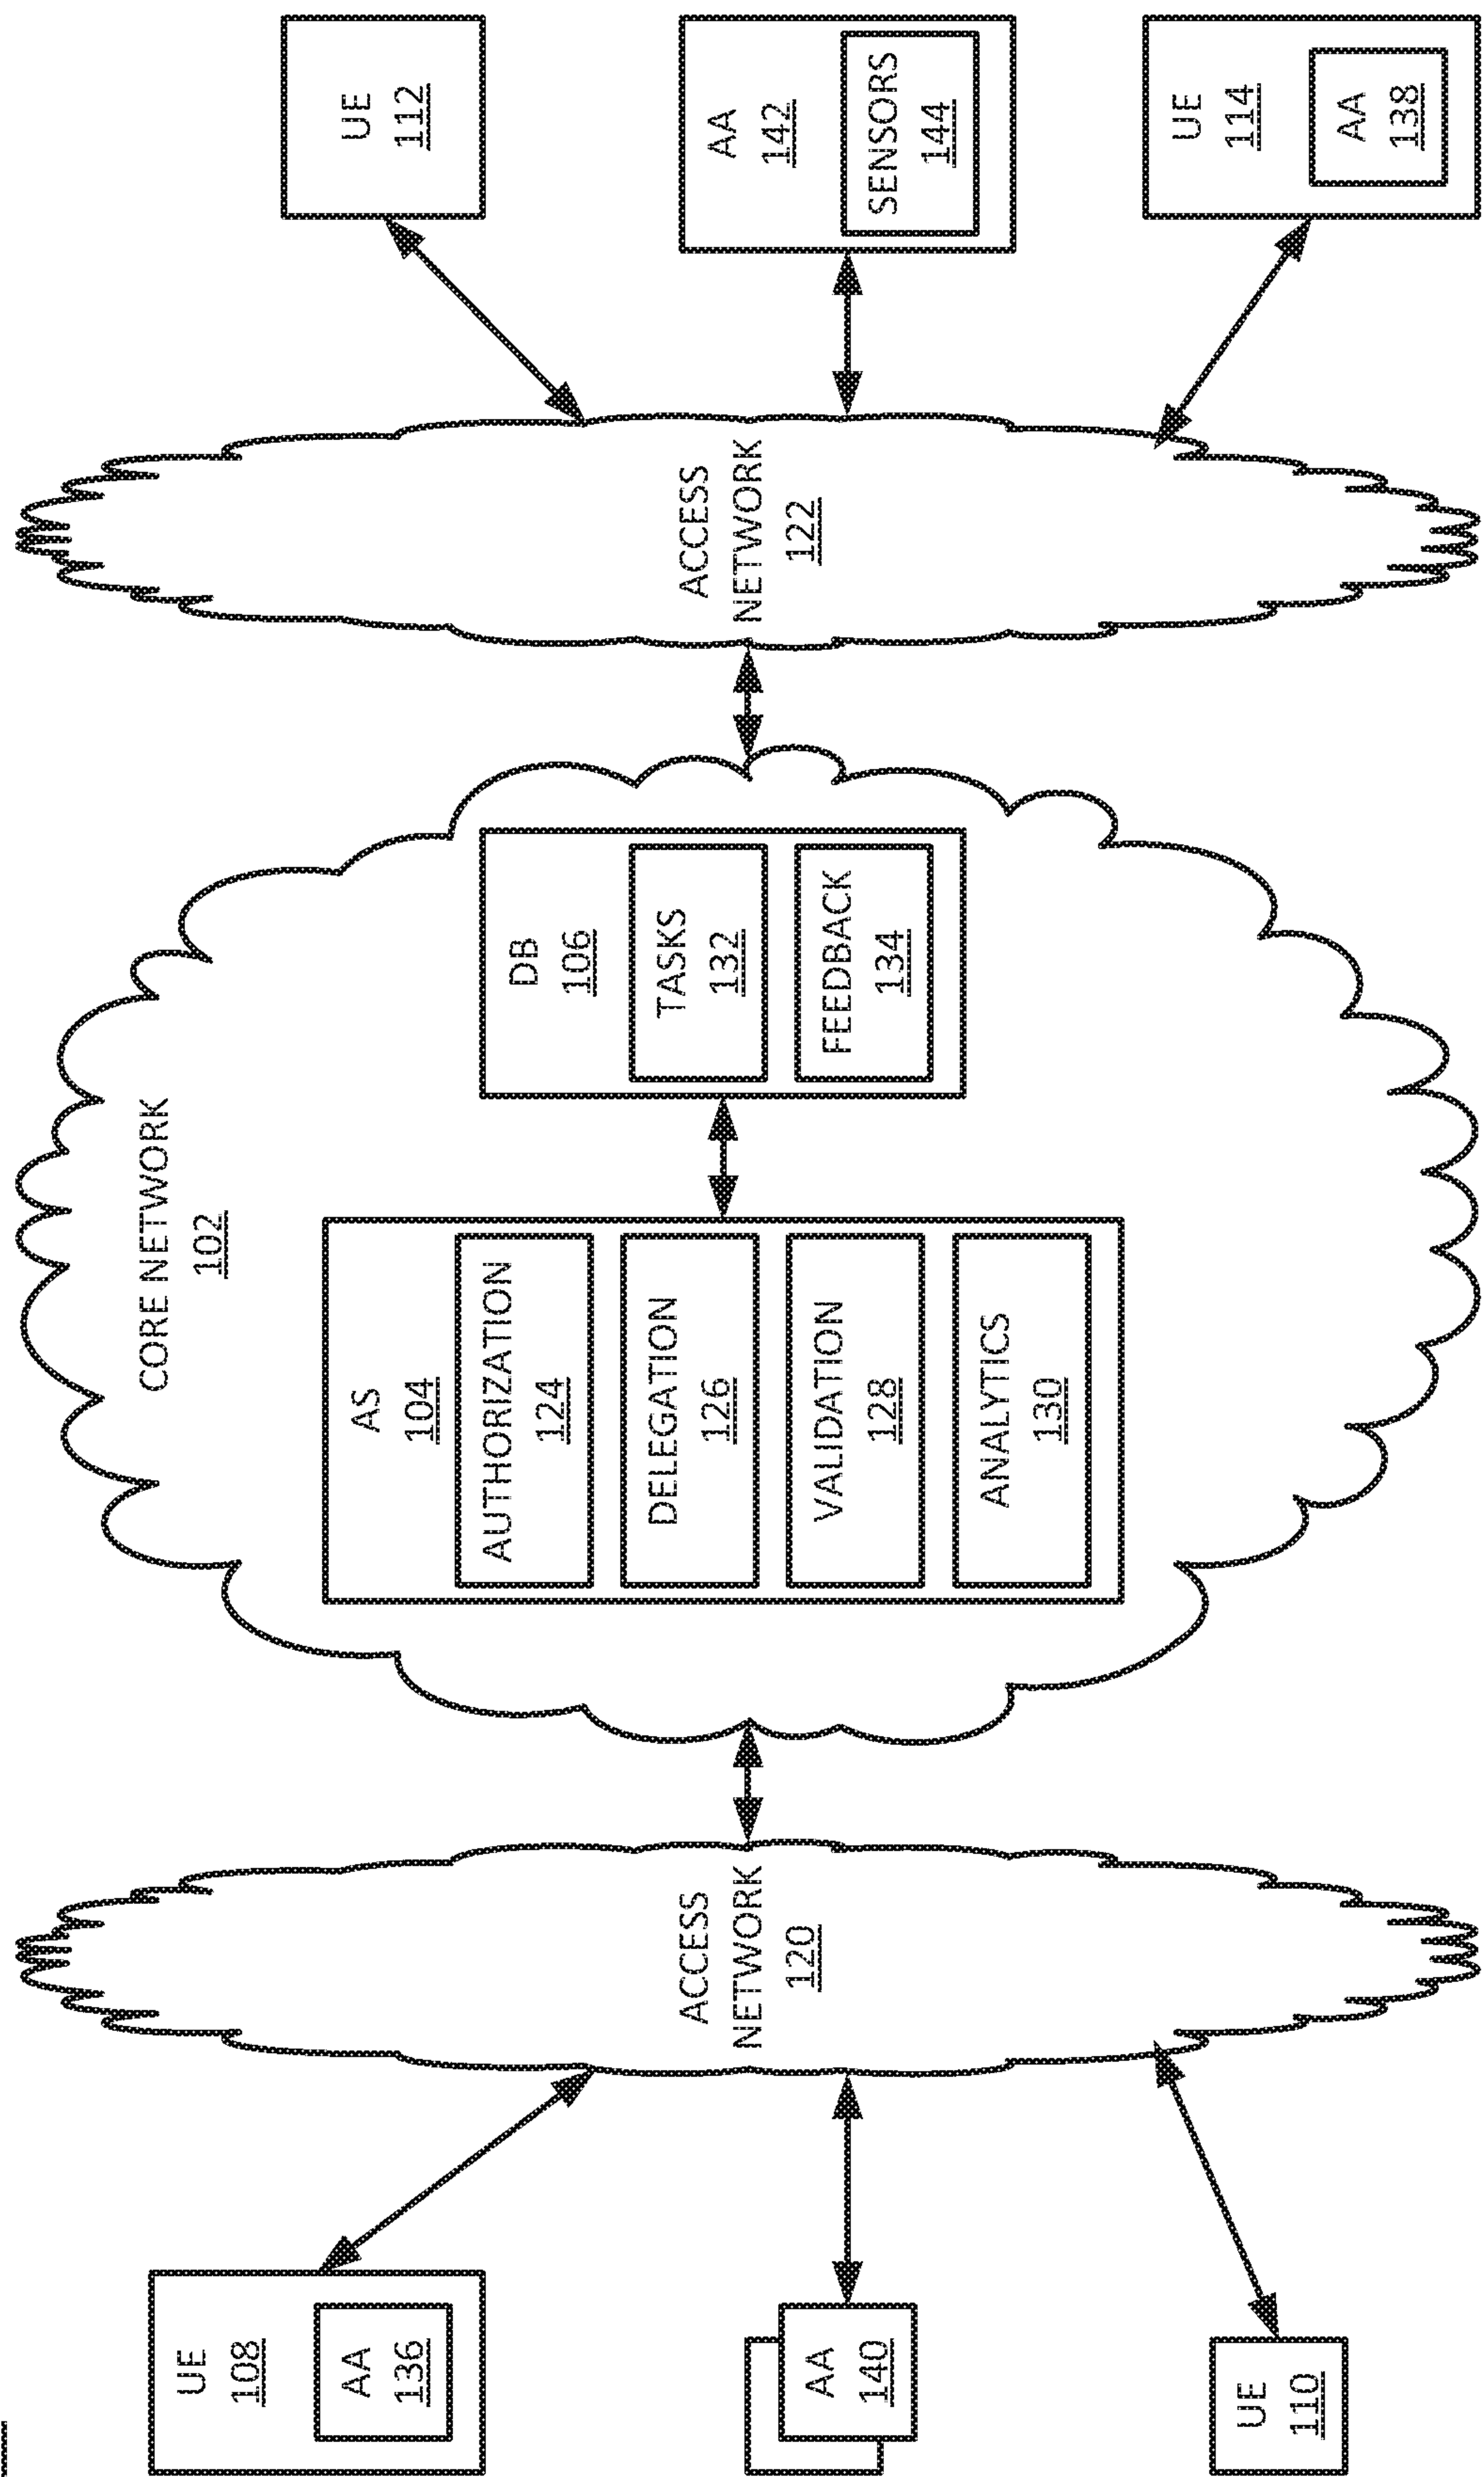 UE
108
AA
136
AA
140
UE
110
ACCESS
NETWORK
120
CORE NETWORK
102
AS
104
AUTHORIZATION
124
DELEGATION
126
VALIDATION
128
ANALYTICS
130
DB
106
TASKS
132
FEEDBACK
134
ACCESS
NETWORK
122
UE
112
AA
142
SENSORS
144
UE
114
AA
138